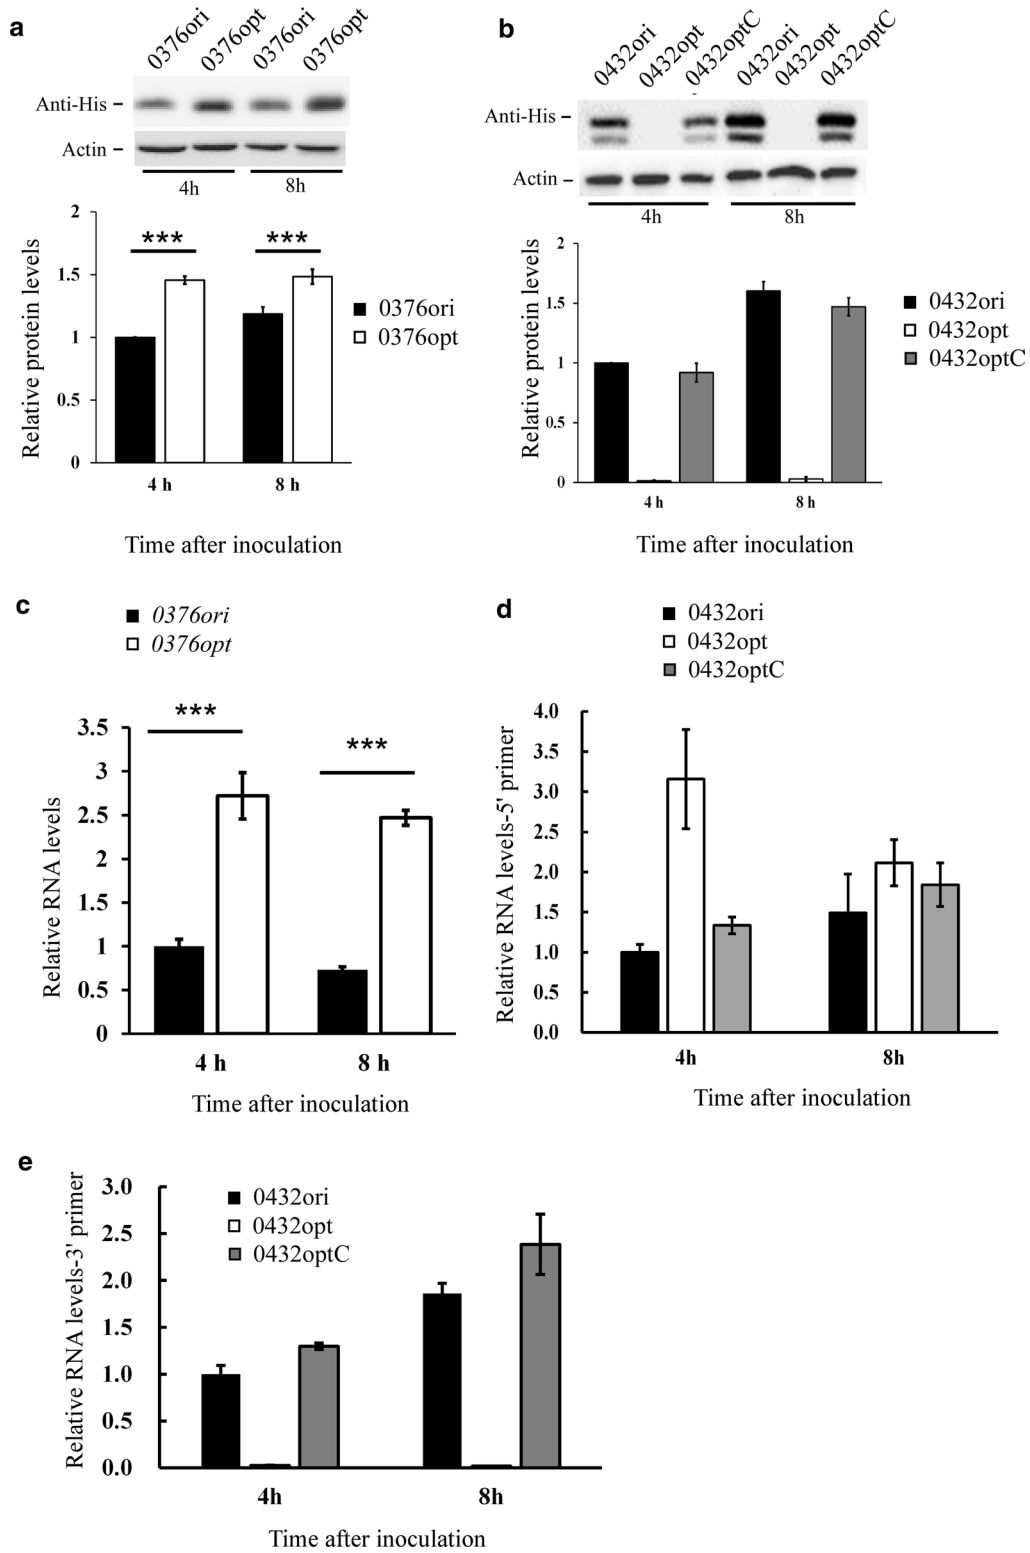 a
0376ori 0376opt 0376ori 0376opt
Anti-His –
Actin –
4h 8h
2
1.5
1
0.5
0
*** ***
Relative protein levels
0376ori
0376opt
4 h 8 h
Time after inoculation
b
0432ori 0432opt 0432optC 0432ori 0432opt 0432optC
Anti-His –
Actin –
4h 8h
2
1.5
1
0.5
0
Relative protein levels
0432ori
0432opt
0432optC
4 h 8 h
Time after inoculation
c
0376ori
0376opt
*** ***
3.5
3
2.5
2
1.5
1
0.5
0
Relative RNA levels
4 h 8 h
Time after inoculation
d
0432ori
0432opt
0432optC
4.0
3.5
3.0
2.5
2.0
1.5
1.0
0.5
0.0
Relative RNA levels-5' primer
4h 8h
Time after inoculation
e
0432ori
0432opt
0432optC
3.0
2.5
2.0
1.5
1.0
0.5
0.0
Relative RNA levels-3' primer
4h 8h
Time after inoculation